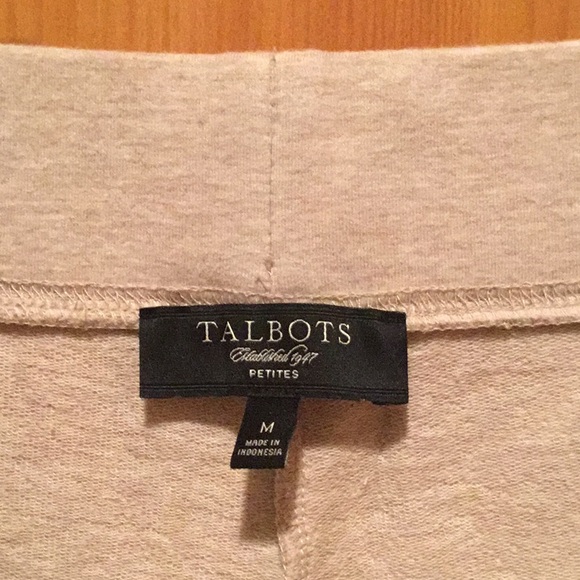 TALBOTS
Established 1947
PETITES
M
MADE IN
INDONESIA